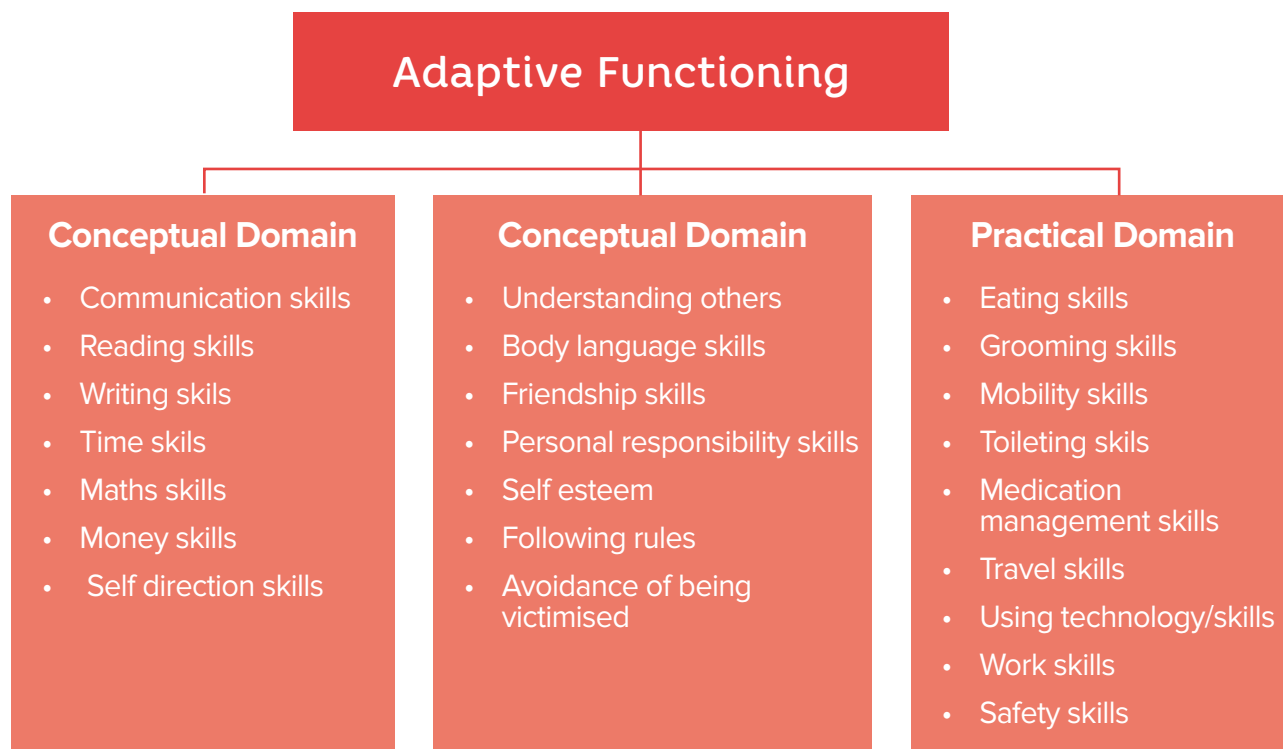 Adaptive Functioning
Conceptual Domain
• Communication skills
• Reading skills
• Writing skils
• Time skils
• Maths skills
• Money skills
• Self direction skills
Conceptual Domain
• Understanding others
• Body language skills
• Friendship skills
• Personal responsibility skills
• Self esteem
• Following rules
• Avoidance of being
victimised
Practical Domain
• Eating skills
• Grooming skills
• Mobility skills
• Toileting skils
• Medication
management skills
• Travel skills
• Using technology/skills
• Work skills
• Safety skills